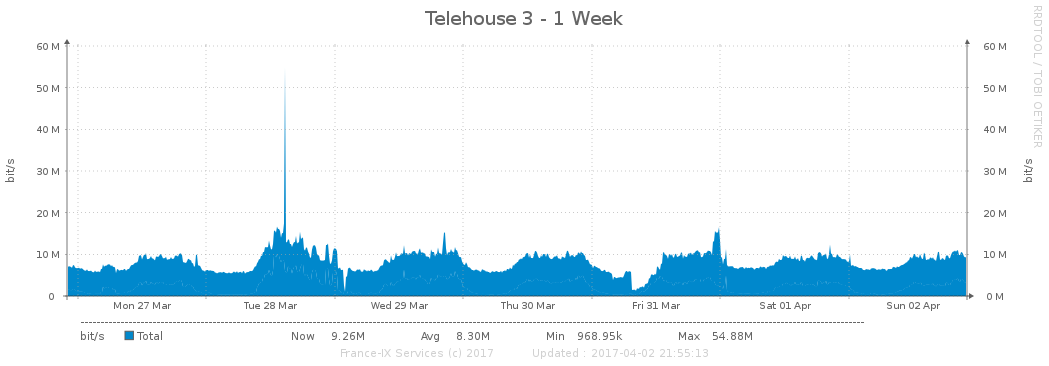 Telehouse 3 - 1 Week
RRDTOOL / TOBI OETIKER
bit/s
60 M 60 M
50 M 50 M
40 M 40 M
30 M 30 M
20 M 20 M
10 M 10 M
0 0 M
bit/s
Mon 27 Mar Tue 28 Mar Wed 29 Mar Thu 30 Mar Fri 31 Mar Sat 01 Apr Sun 02 Apr
bit/s Total Now 9.26M Avg 8.30M Min 968.95k Max 54.88M
France-IX Services (c) 2017 Updated : 2017-04-02 21:55:13